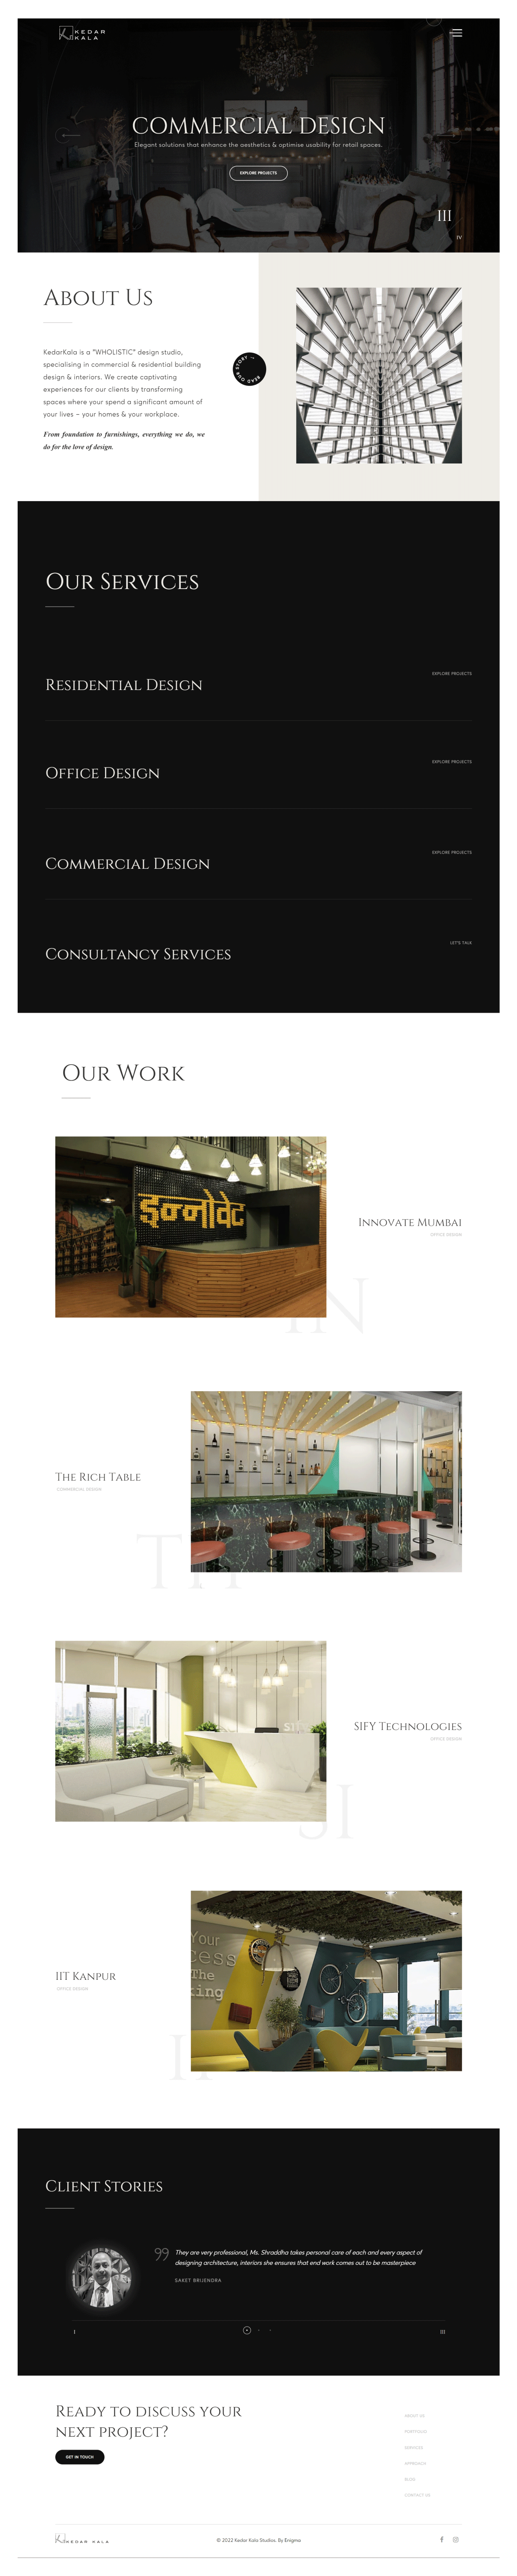 KEDAR
KALA
COMMERCIAL DESIGN
Elegant solutions that enhance the aesthetics & optimise usability for retail spaces.
EXPLORE PROJECTS
III
IV
About Us
KedarKala is a "WHOLISTIC" design studio,
specialising in commercial & residential building
design & interiors. We create captivating
experiences for our clients by transforming
spaces where your spend a significant amount of
your lives – your homes & your workplace.
From foundation to furnishings, everything we do, we
do for the love of design.
READ OUR STORY
Our Services
Residential Design
EXPLORE PROJECTS
Office Design
EXPLORE PROJECTS
Commercial Design
EXPLORE PROJECTS
Consultancy Services
LET'S TALK
Our Work
इन्नोवेट
Innovate Mumbai
OFFICE DESIGN
IN
The Rich Table
COMMERCIAL DESIGN
TH
SIFY Technologies
OFFICE DESIGN
SI
Your
The
king
IIT Kanpur
OFFICE DESIGN
II
Client Stories
They are very professional, Ms. Shraddha takes personal care of each and every aspect of
designing architecture, interiors she ensures that end work comes out to be masterpiece
SAKET BRIJENDRA
I
III
Ready to discuss your
next project?
GET IN TOUCH
ABOUT US
PORTFOLIO
SERVICES
APPROACH
BLOG
CONTACT US
KEDAR KALA
© 2022 Kedar Kala Studios. By Enigma